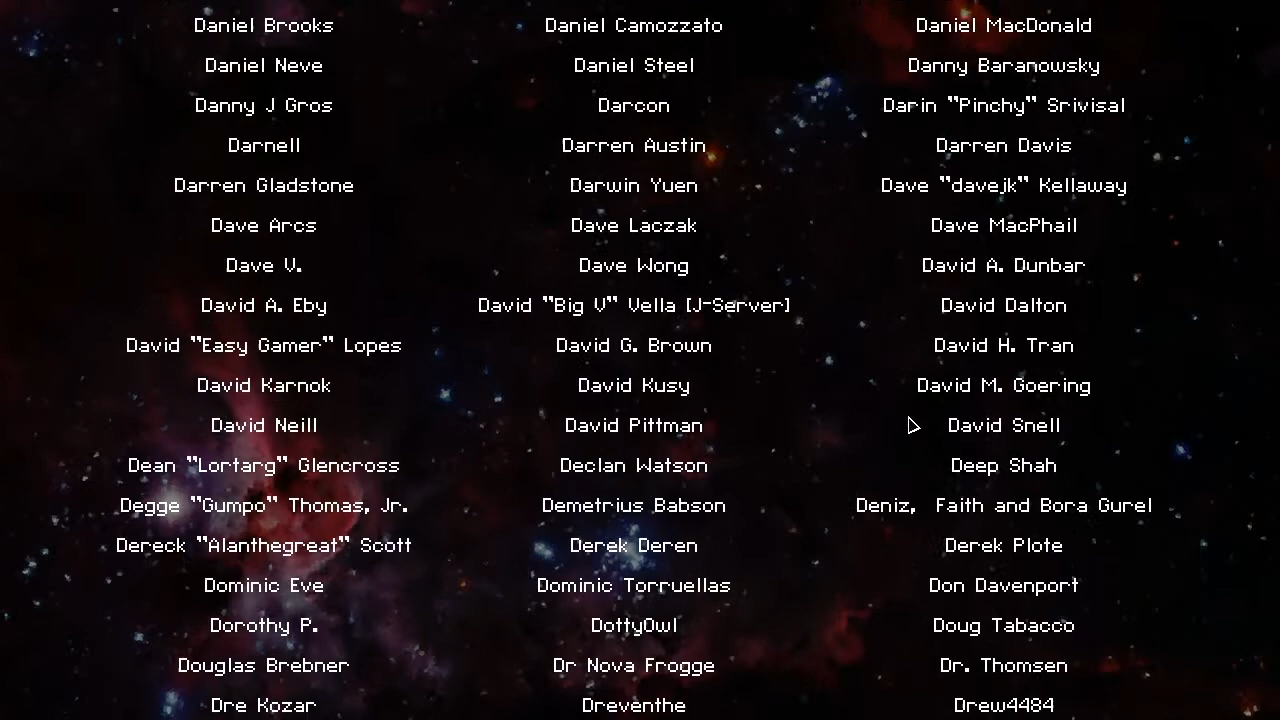 Daniel Brooks Daniel Camozzato Daniel MacDonald
Daniel Neve Daniel Steel Danny Baranowsky
Danny J Gros Darcon Darin "Pinchy" Srivisal
Darnell Darren Austin Darren Davis
Darren Gladstone Darwin Yuen Dave "davejk" Kellaway
Dave Arcs Dave Laczak Dave MacPhail
Dave V. Dave Wong David A. Dunbar
David A. Eby David "Big V" Vella [J-Server] David Dalton
David "Easy Gamer" Lopes David G. Brown David H. Tran
David Karnok David Kusy David M. Goering
David Neill David Pittman David Snell
Dean "Lortarg" Glencross Declan Watson Deep Shah
Degge "Gumpo" Thomas, Jr. Demetrius Babson Deniz,  Faith and Bora Gurel
Dereck "Alanthegreat" Scott Derek Deren Derek Plote
Dominic Eve Dominic Torruellas Don Davenport
Dorothy P. DottyOwl Doug Tabacco
Douglas Brebner Dr Nova Frogge Dr. Thomsen
Dre Kozar Dreventhe Drew4484